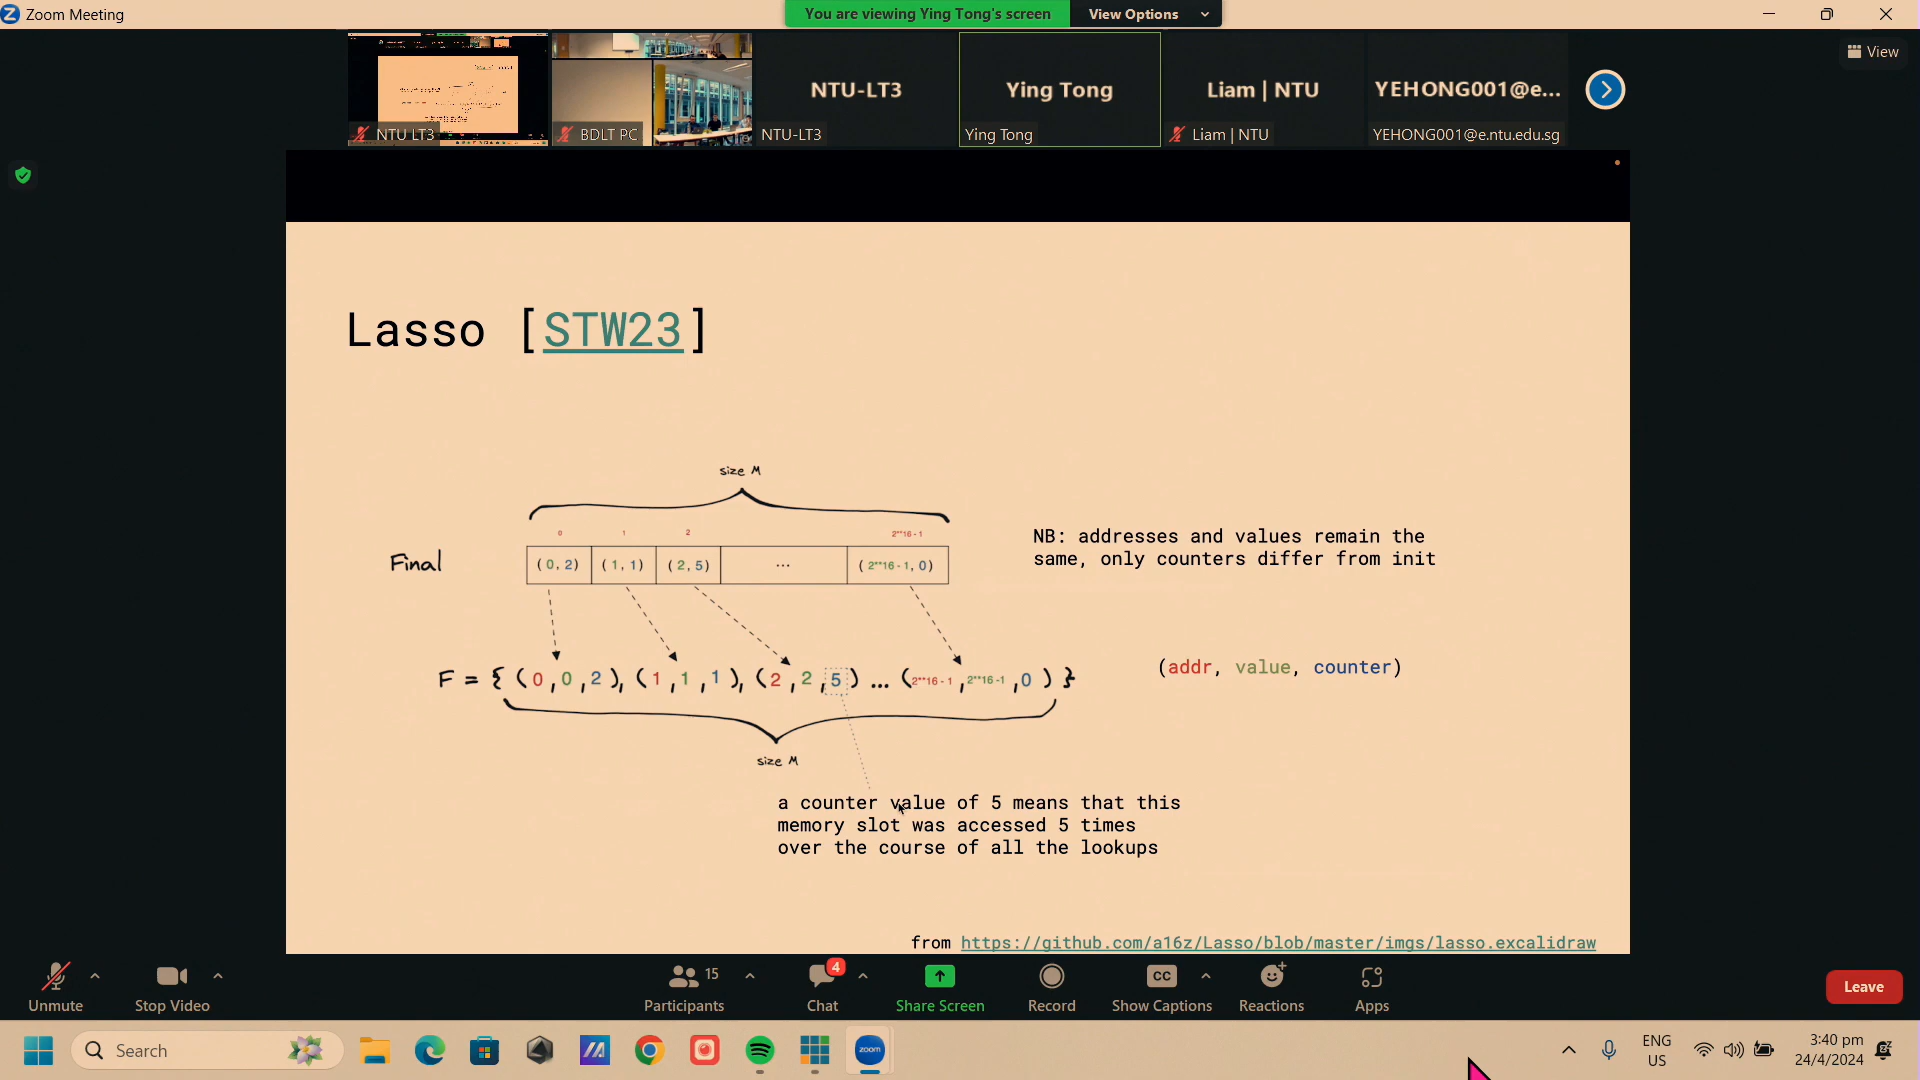 Zoom Meeting
You are viewing Ying Tong's screen
View Options
View
NTU LT3
BDLT PC
NTU-LT3
NTU-LT3
Ying Tong
Ying Tong
Liam | NTU
Liam | NTU
YEHONG001@e...
YEHONG001@e.ntu.edu.sg
Lasso [STW23]
size M
0 1 2 2**16-1
Final
(0, 2) (1, 1) (2, 5) ... (2**16-1, 0)
NB: addresses and values remain the
same, only counters differ from init
F = { (0, 0, 2), (1, 1, 1), (2, 2, 5) ... (2**16-1, 2**16-1, 0) }
(addr, value, counter)
size M
a counter value of 5 means that this
memory slot was accessed 5 times
over the course of all the lookups
from https://github.com/a16z/Lasso/blob/master/imgs/lasso.excalidraw
Unmute
Stop Video
15
Participants
4
Chat
Share Screen
Record
CC
Show Captions
Reactions
Apps
Leave
Search
zoom
ENG
US
3:40 pm
24/4/2024